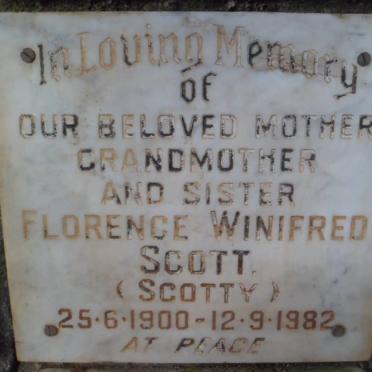 In Loving Memory
of
OUR BELOVED MOTHER
GRANDMOTHER
AND SISTER
FLORENCE WINIFRED
SCOTT.
(SCOTTY)
25·6·1900-12·9·1982
AT PEACE